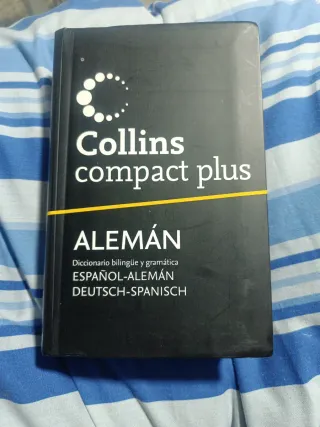 Collins
compact plus
ALEMÁN
Diccionario bilingüe y gramática
ESPAÑOL-ALEMÁN
DEUTSCH-SPANISCH